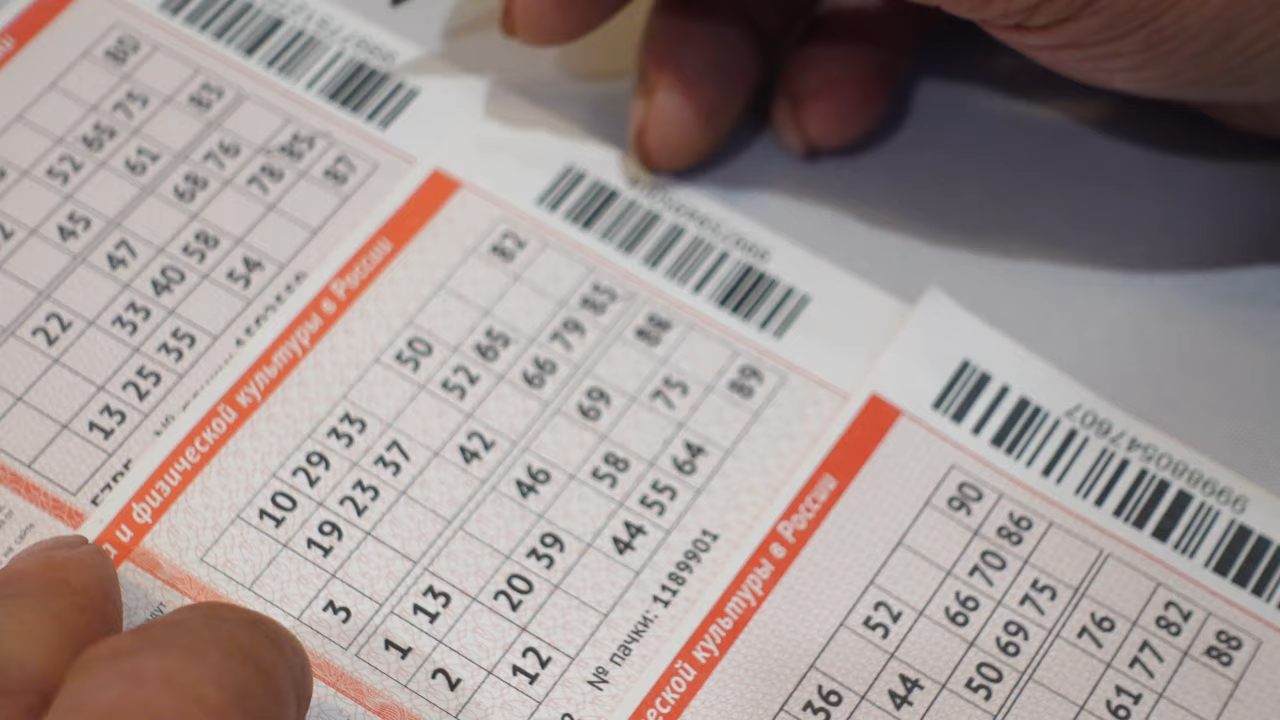 80
52 65 75
45 61 83
22 47 68 76
33 40 58 78 85
13 25 35 54 87
и физической культуры в России
10 29 33 50 82
19 23 37 52 65
3 42 66 79 85
1 13 46 69 88
2 20 39 58 75
12 44 55 64 89
№ пачки: 1189901
культуры в России
999880547607
36 52 90
44 66 70 86
50 69 75
76
61 77 82
88